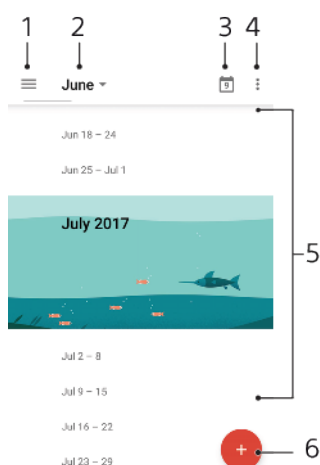 1 2 3 4
June 9
Jun 18 – 24
Jun 25 – Jul 1
July 2017
5
Jul 2 – 8
Jul 9 – 15
Jul 16 – 22
6
Jul 23 – 29